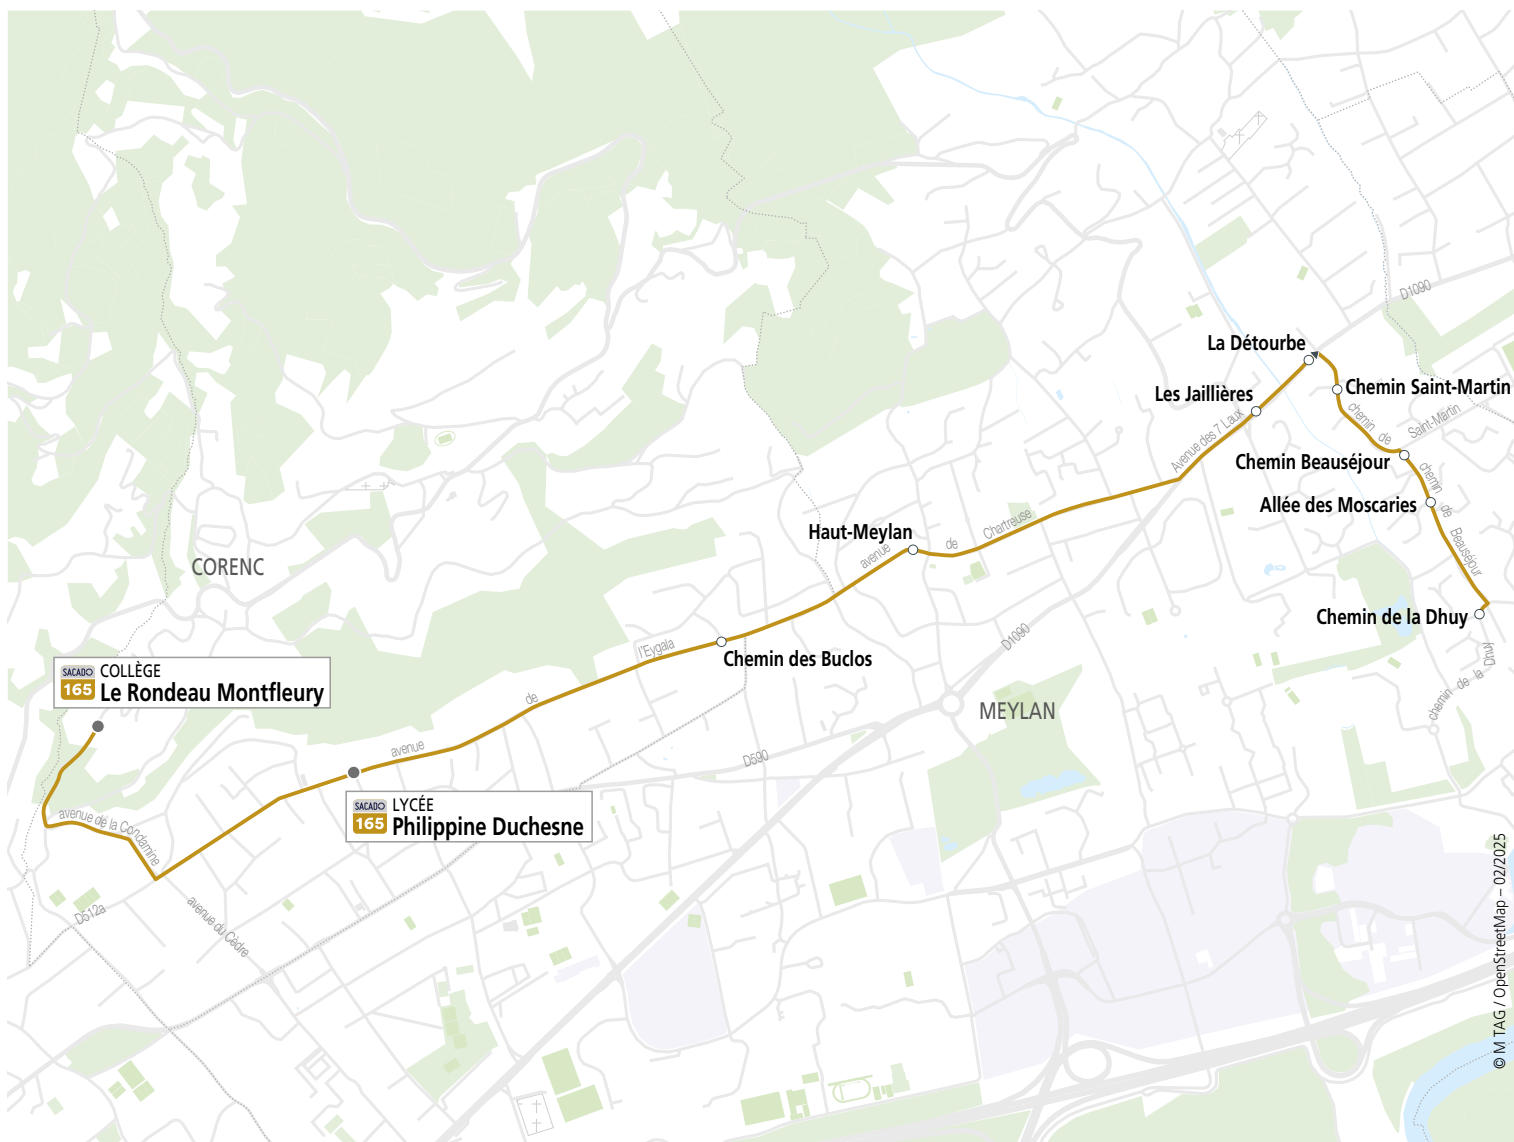 D1090
La Détourbe
Chemin Saint-Martin
Les Jaillières
chemin de
Saint-Martin
Avenue des 7 Laux
Chemin Beauséjour
chemin de Beauséjour
Allée des Moscaries
Haut-Meylan
avenue de Chartreuse
CORENC
Chemin de la Dhuy
D1090
l'Eygala
Chemin des Buclos
chemin de la Dhuy
SACADO
165
COLLÈGE
Le Rondeau Montfleury
MEYLAN
de
avenue
D590
SACADO
165
LYCÉE
Philippine Duchesne
avenue de la Condamine
D512a
avenue du Cèdre
© M TAG / OpenStreetMap – 02/2025